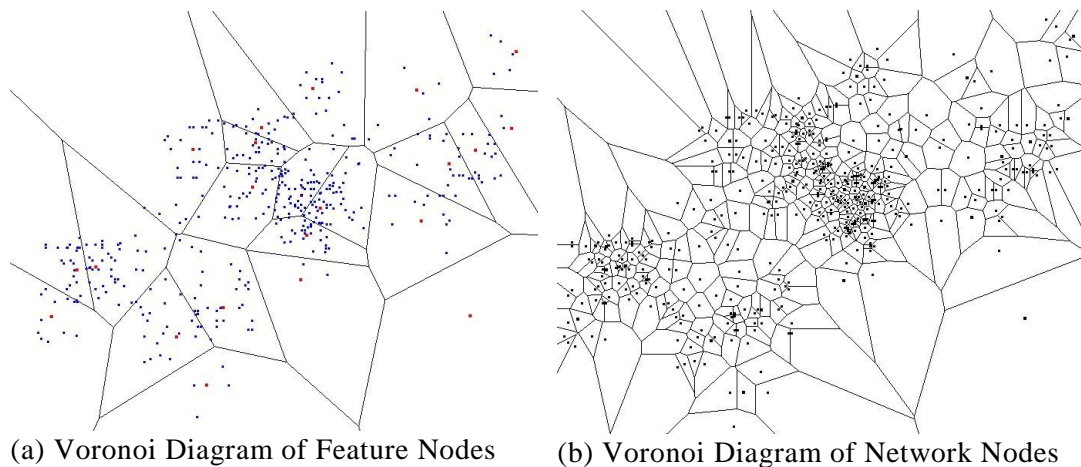 (a) Voronoi Diagram of Feature Nodes
(b) Voronoi Diagram of Network Nodes